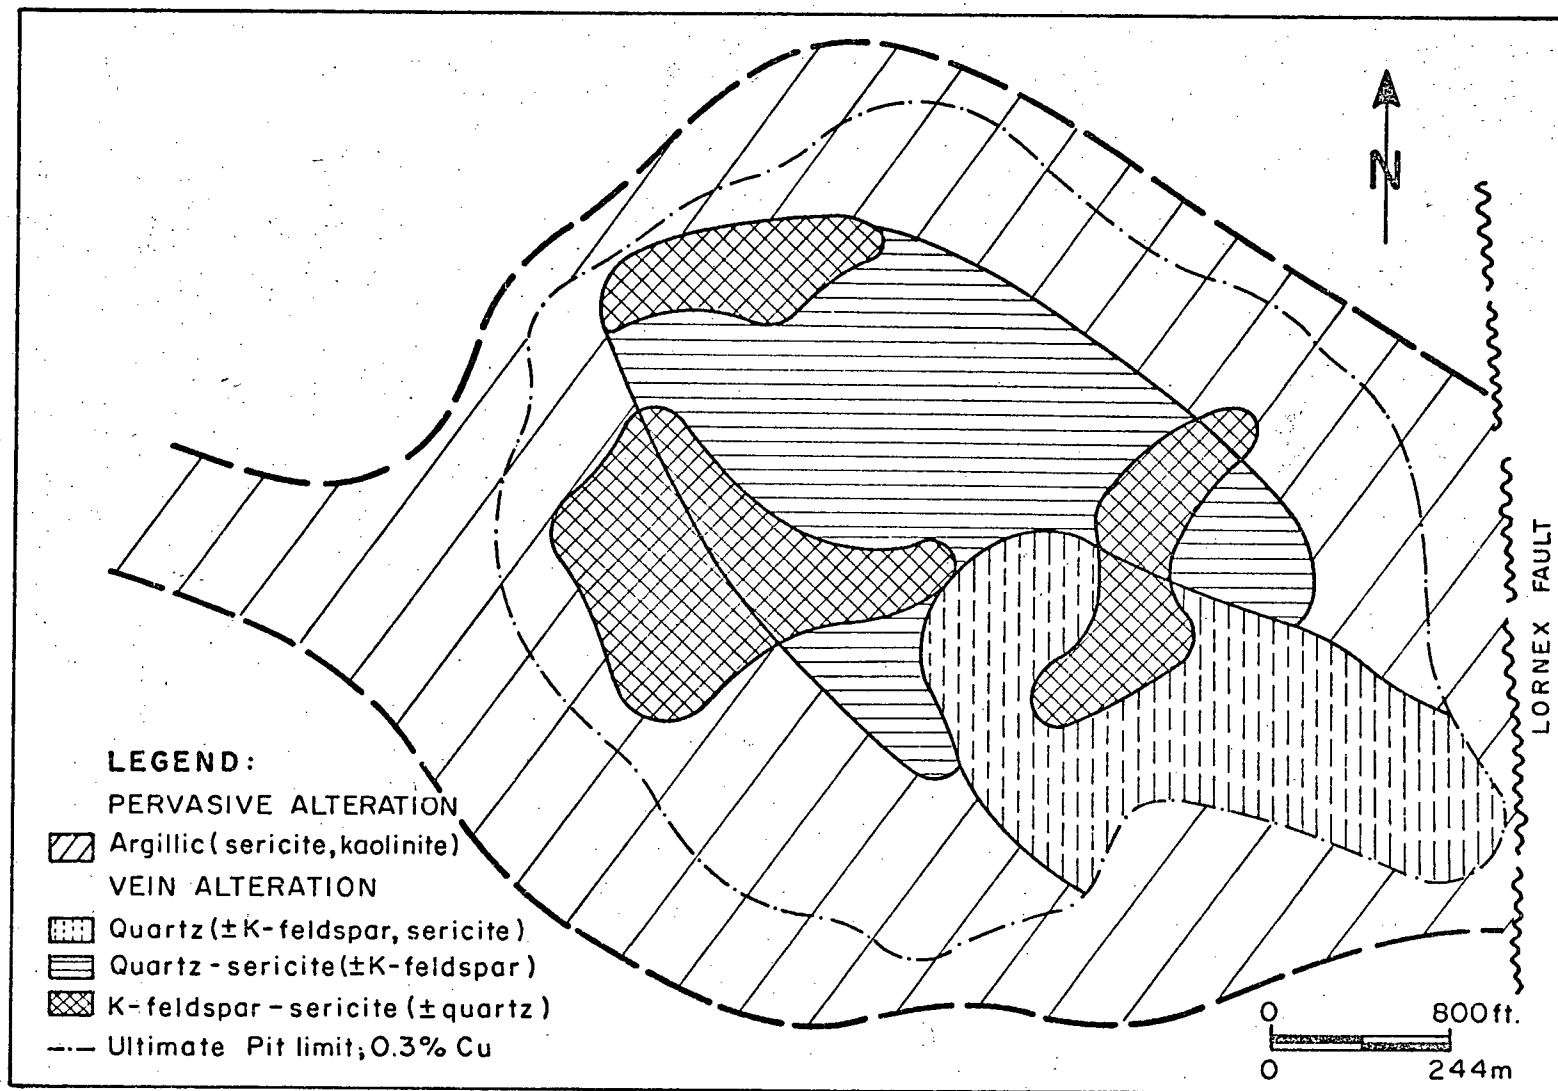 N
LORNEX FAULT
LEGEND:
PERVASIVE ALTERATION
Argillic (sericite, kaolinite)
VEIN ALTERATION
Quartz (±K-feldspar, sericite)
Quartz-sericite (±K-feldspar)
K-feldspar-sericite (±quartz)
Ultimate Pit limit; 0.3% Cu
0 800 ft.
0 244 m